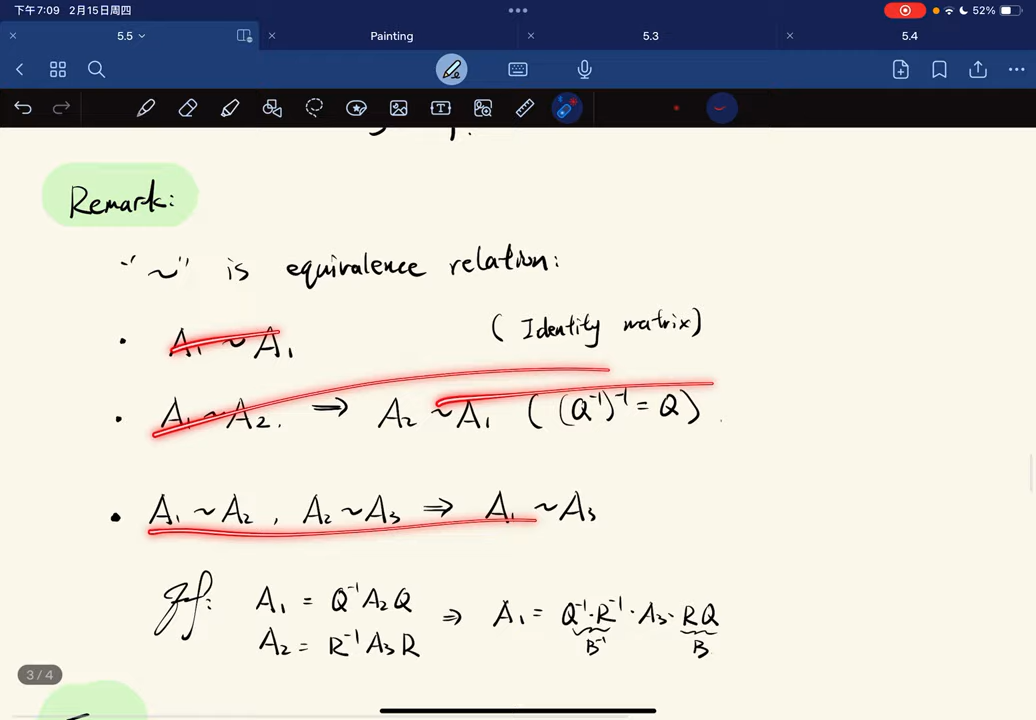 下午7:09 2月15日周四
52%
5.5
Painting
5.3
5.4
Remark:
"~" is equivalence relation:
• A₁ ~ A₁ ( Identity matrix)
• A₁ ~ A₂. ⇒ A₂ ~ A₁ ( (Q⁻¹)⁻¹ = Q )
• A₁ ~ A₂ , A₂ ~ A₃ ⇒ A₁ ~ A₃
pf: A₁ = Q⁻¹A₂Q ⇒ A₁ = Q⁻¹·R⁻¹·A₃·RQ
A₂ = R⁻¹A₃R B⁻¹ B
3 / 4